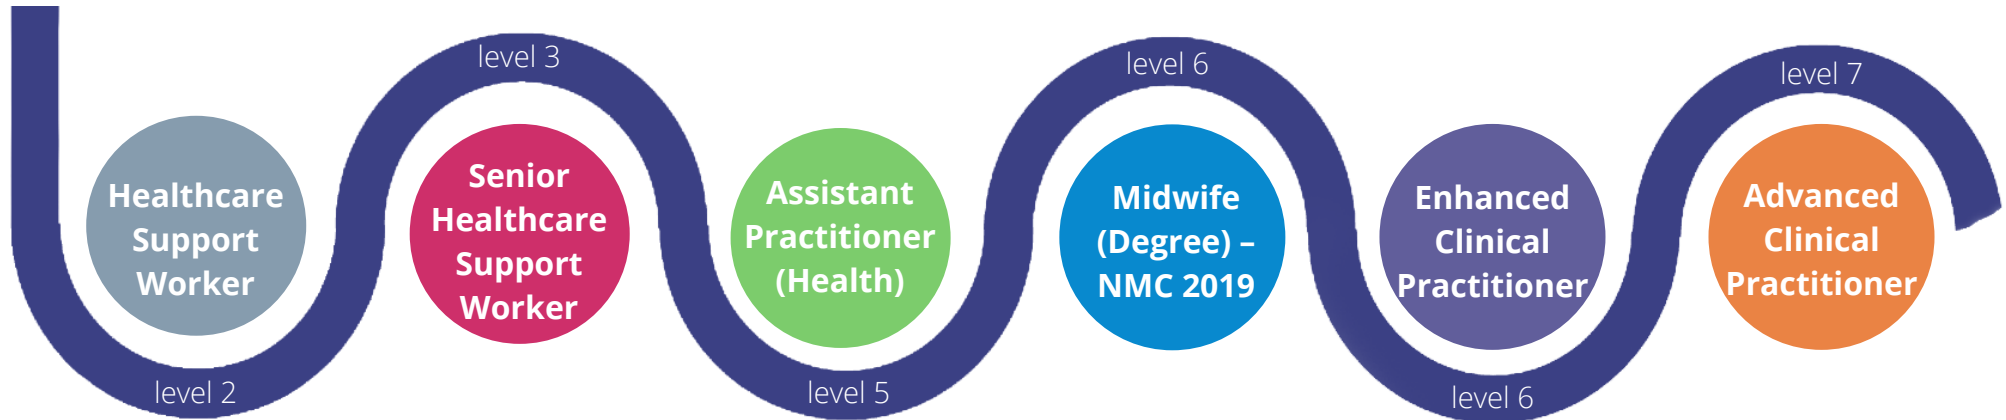 Healthcare
Support
Worker
level 2
level 3
Senior
Healthcare
Support
Worker
Assistant
Practitioner
(Health)
level 5
level 6
Midwife
(Degree) –
NMC 2019
Enhanced
Clinical
Practitioner
level 6
level 7
Advanced
Clinical
Practitioner